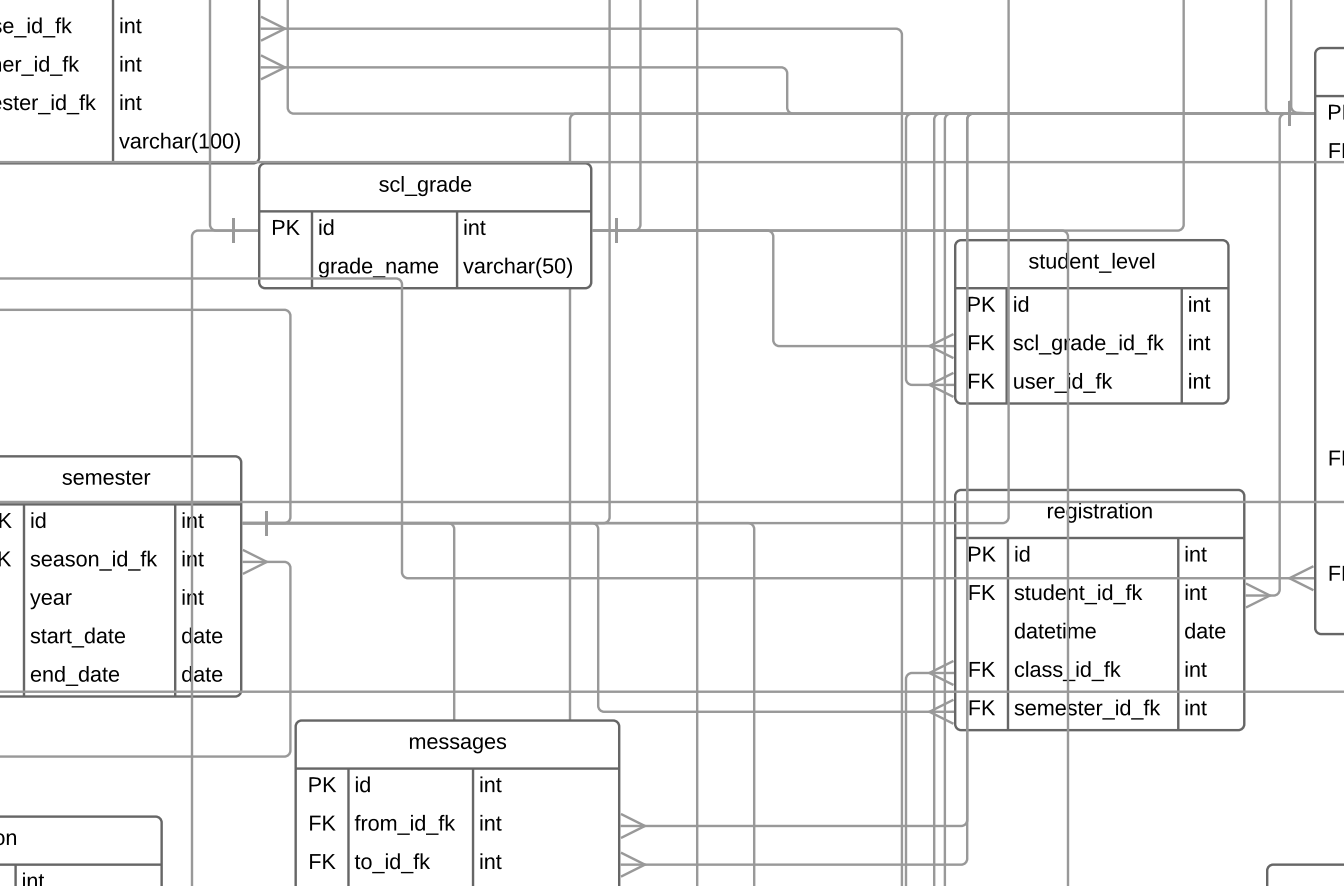 se_id_fk int
er_id_fk int
ester_id_fk int
varchar(100)
scl_grade
PK id int
grade_name varchar(50)
student_level
PK id int
FK scl_grade_id_fk int
FK user_id_fk int
semester
K id int
K season_id_fk int
year int
start_date date
end_date date
registration
PK id int
FK student_id_fk int
datetime date
FK class_id_fk int
FK semester_id_fk int
messages
PK id int
FK from_id_fk int
FK to_id_fk int
on
int